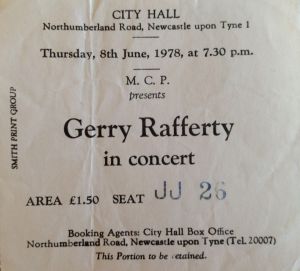 CITY HALL
Northumberland Road, Newcastle upon Tyne 1
Thursday, 8th June, 1978, at 7.30 p.m.
M. C. P.
presents
Gerry Rafferty
in concert
AREA £1.50 SEAT JJ 26
Booking Agents: City Hall Box Office
Northumberland Road, Newcastle upon Tyne (Tel. 20007)
This Portion to be etained.
SMITH PRINT GROUP